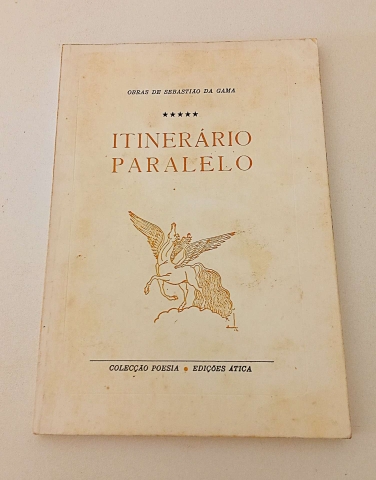 OBRAS DE SEBASTIÃO DA GAMA
★★★★★
ITINERÁRIO
PARALELO
COLECÇÃO POESIA • EDIÇÕES ÁTICA